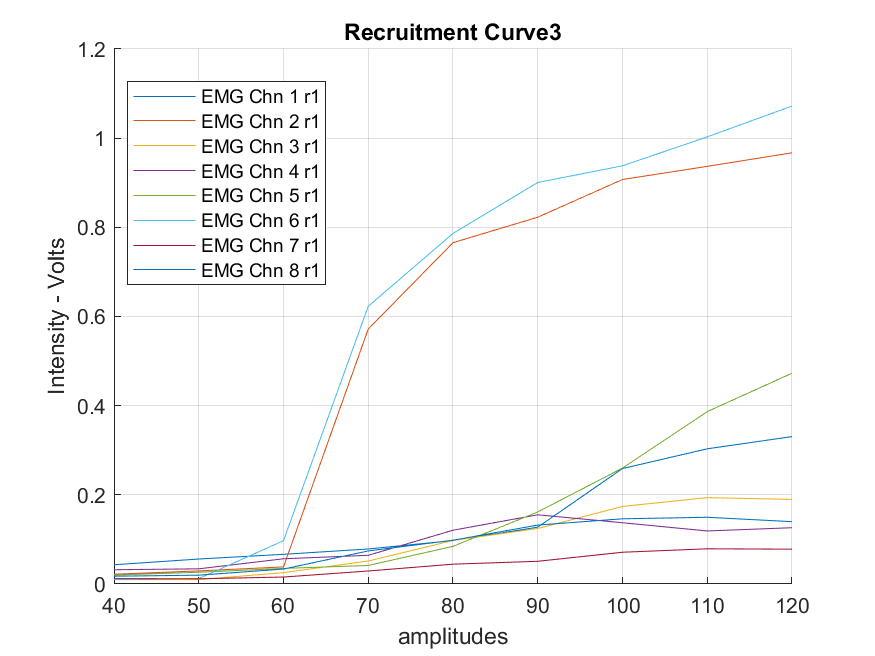 Recruitment Curve3
1.2
1
0.8
0.6
0.4
0.2
0
Intensity - Volts
EMG Chn 1 r1
EMG Chn 2 r1
EMG Chn 3 r1
EMG Chn 4 r1
EMG Chn 5 r1
EMG Chn 6 r1
EMG Chn 7 r1
EMG Chn 8 r1
40 50 60 70 80 90 100 110 120
amplitudes